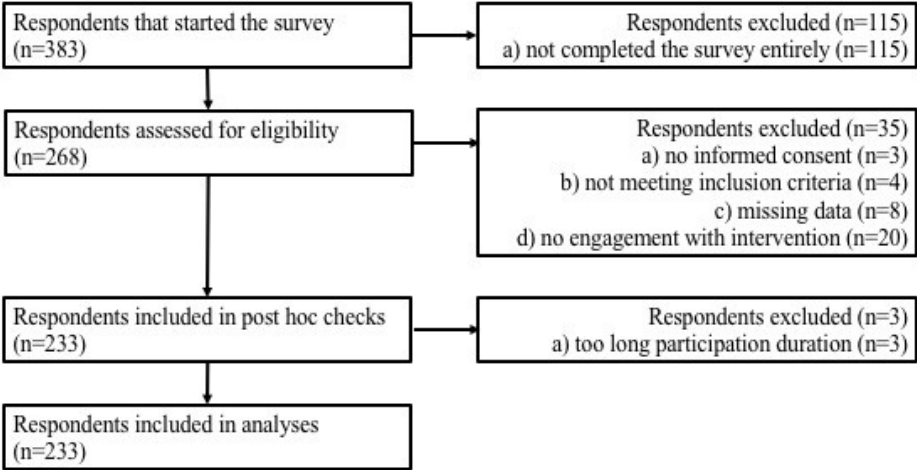 Respondents that started the survey
(n=383)
Respondents excluded (n=115)
a) not completed the survey entirely (n=115)
Respondents assessed for eligibility
(n=268)
Respondents excluded (n=35)
a) no informed consent (n=3)
b) not meeting inclusion criteria (n=4)
c) missing data (n=8)
d) no engagement with intervention (n=20)
Respondents included in post hoc checks
(n=233)
Respondents excluded (n=3)
a) too long participation duration (n=3)
Respondents included in analyses
(n=233)